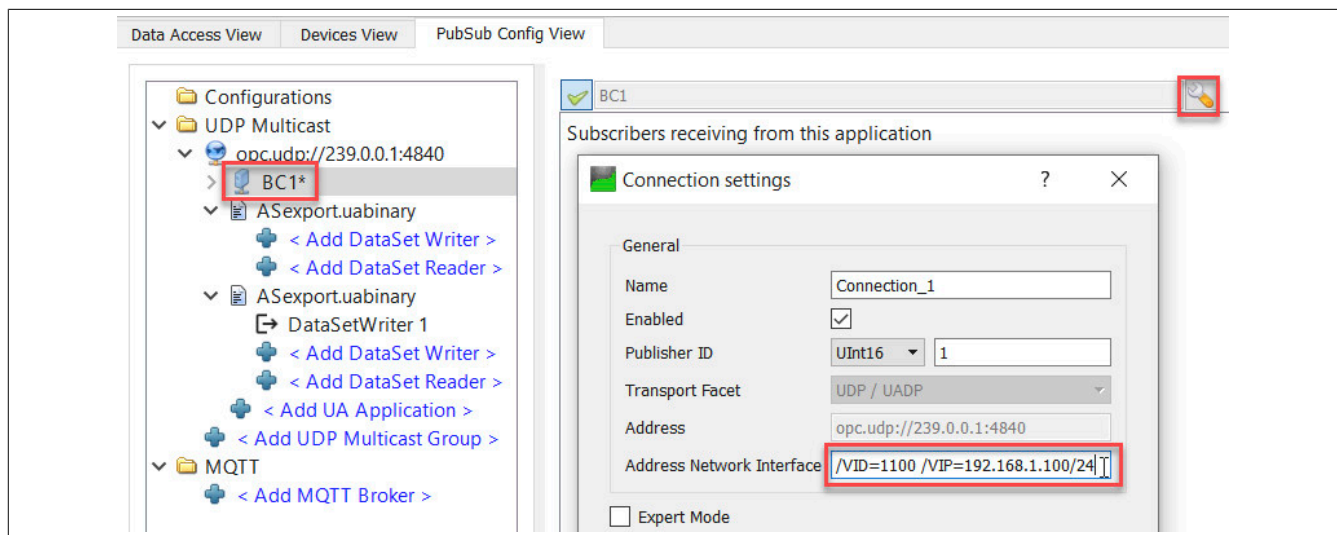 Data Access View Devices View PubSub Config View
Configurations
UDP Multicast
opc.udp://239.0.0.1:4840
BC1*
ASexport.uabinary
< Add DataSet Writer >
< Add DataSet Reader >
ASexport.uabinary
DataSetWriter 1
< Add DataSet Writer >
< Add DataSet Reader >
< Add UA Application >
< Add UDP Multicast Group >
MQTT
< Add MQTT Broker >
BC1
Subscribers receiving from this application
Connection settings ?
General
Name Connection_1
Enabled
Publisher ID UInt16 1
Transport Facet UDP / UADP
Address opc.udp://239.0.0.1:4840
Address Network Interface /VID=1100 /VIP=192.168.1.100/24
Expert Mode